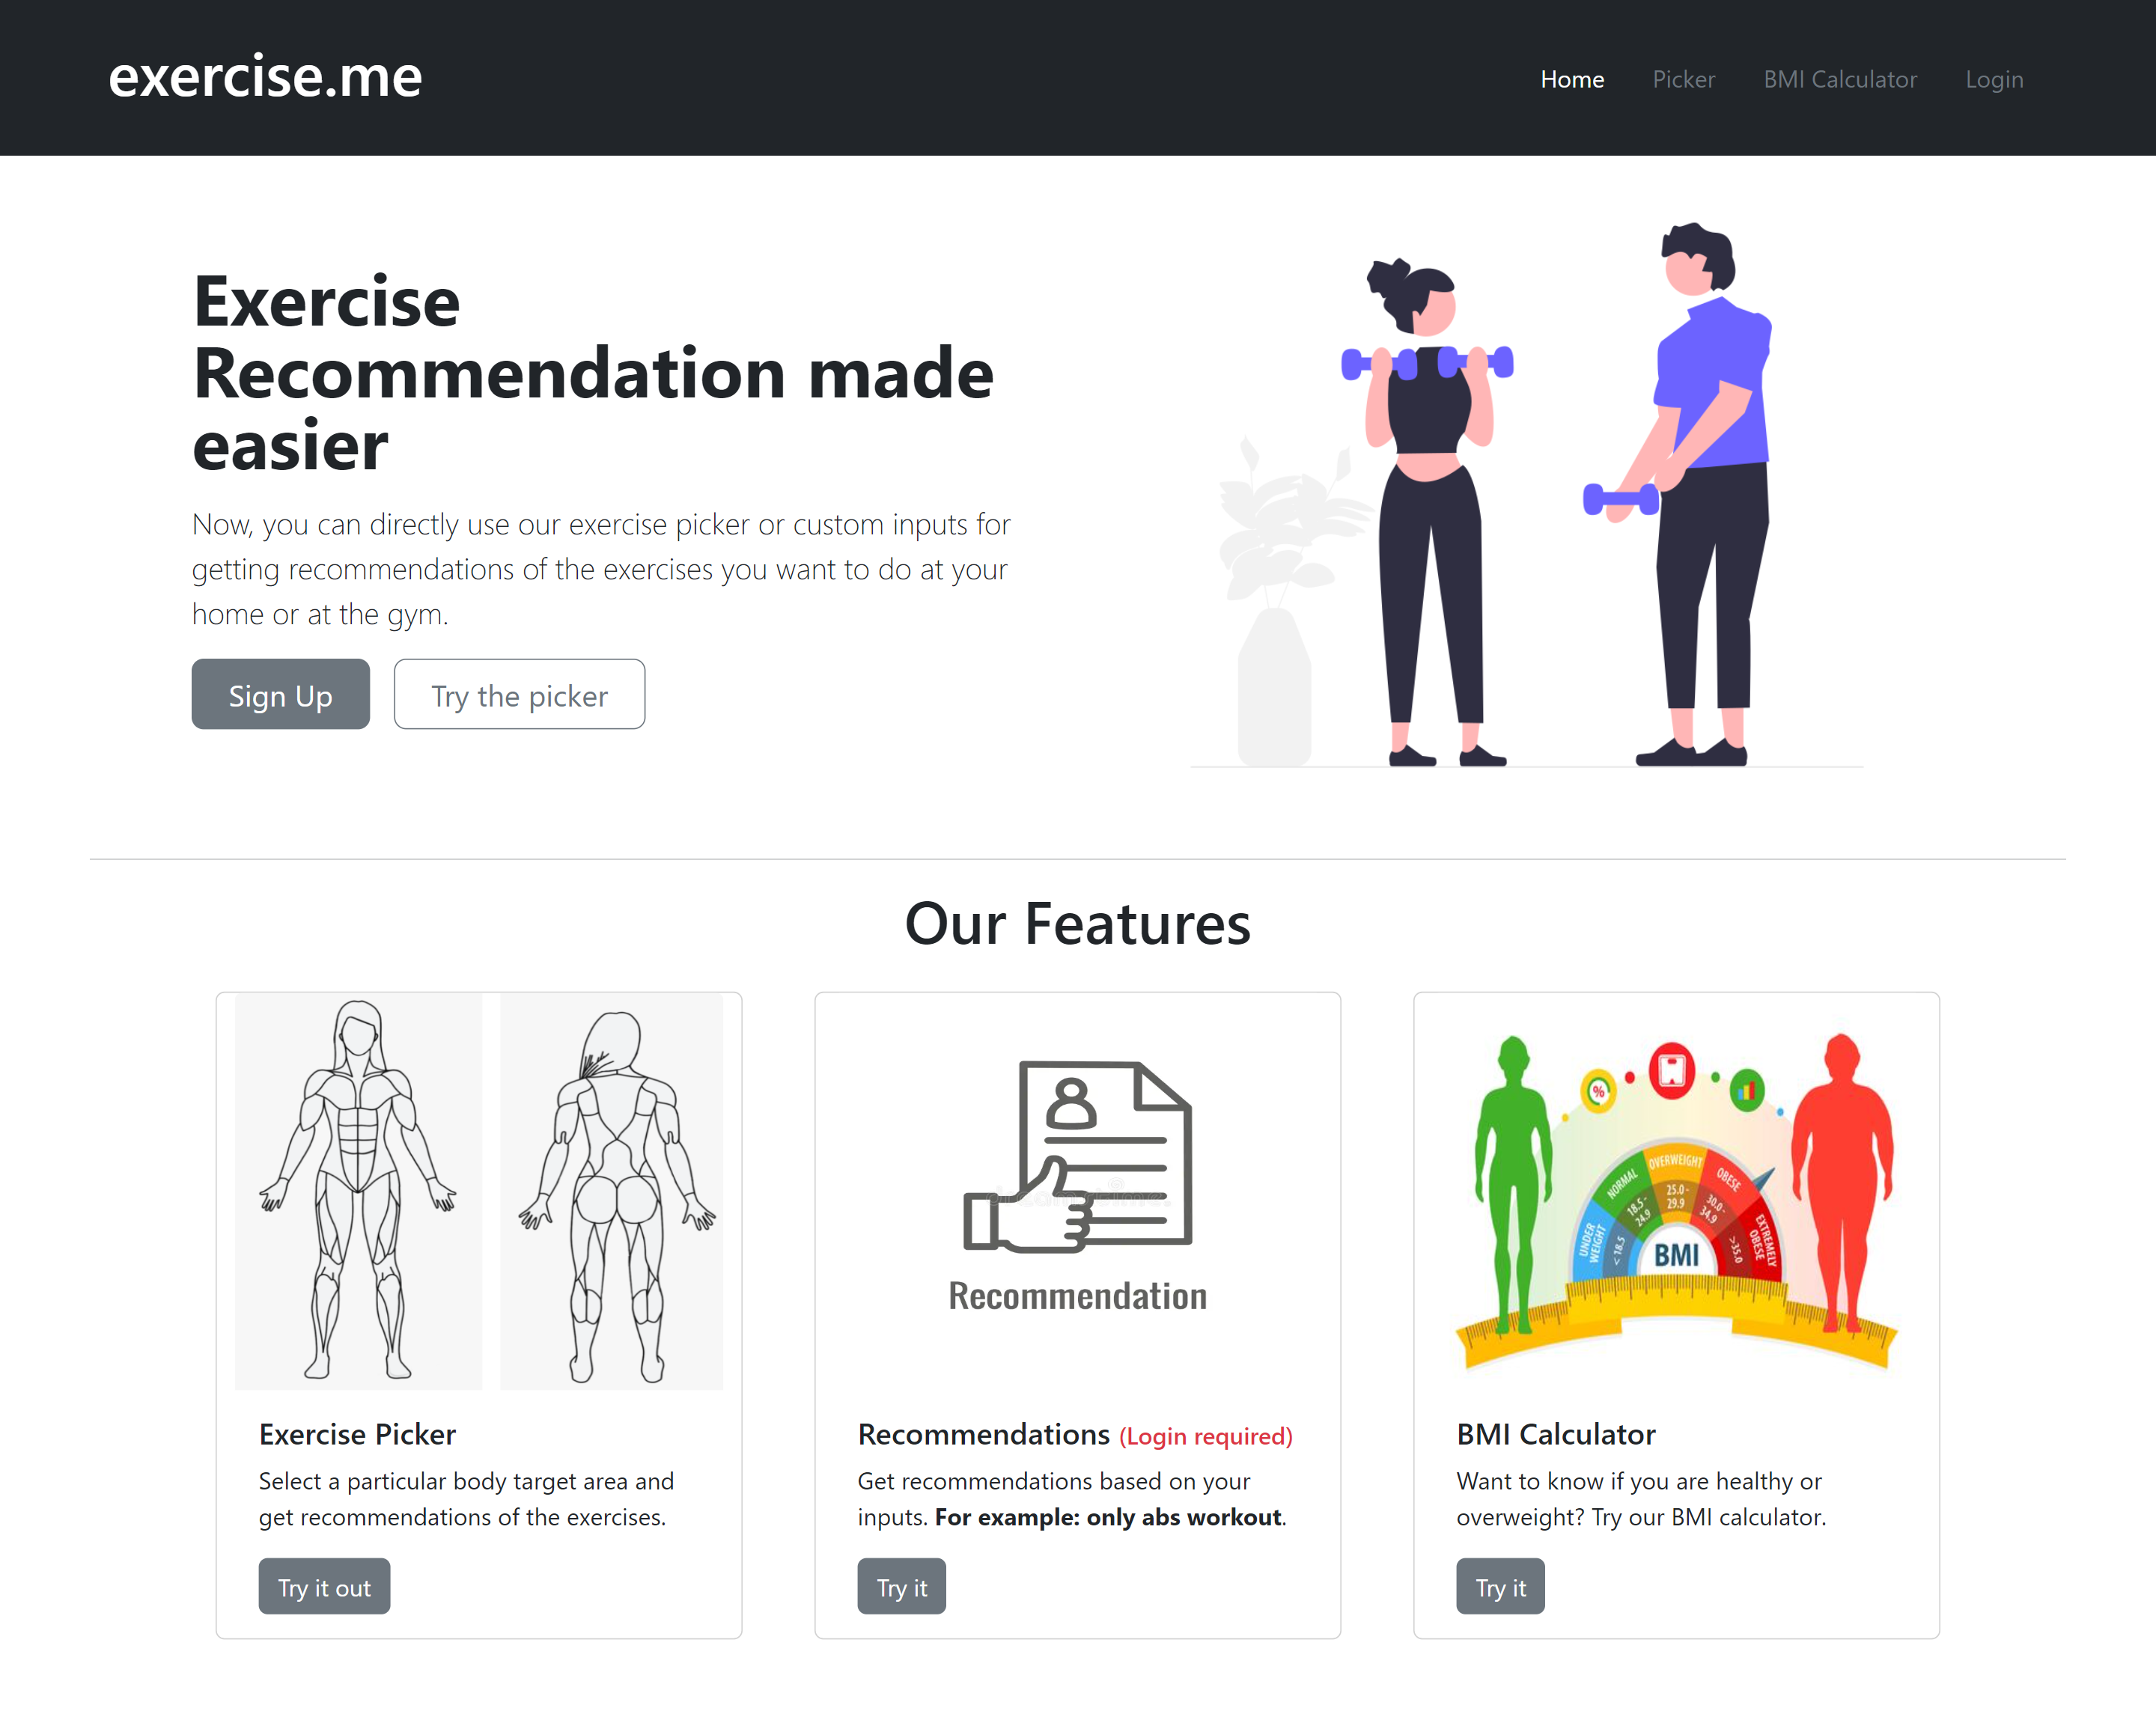 exercise.me
Home Picker BMI Calculator Login
Exercise
Recommendation made
easier
Now, you can directly use our exercise picker or custom inputs for
getting recommendations of the exercises you want to do at your
home or at the gym.
Sign Up
Try the picker
Our Features
Exercise Picker
Select a particular body target area and
get recommendations of the exercises.
Try it out
Recommendation
Recommendations (Login required)
Get recommendations based on your
inputs. For example: only abs workout.
Try it
%
UNDER
WEIGHT
< 18.5
NORMAL
18.5 -
24.9
OVERWEIGHT
25.0 -
29.9
OBESE
30.0 -
34.9
EXTREMELY
OBESE
>35.0
BMI
BMI Calculator
Want to know if you are healthy or
overweight? Try our BMI calculator.
Try it